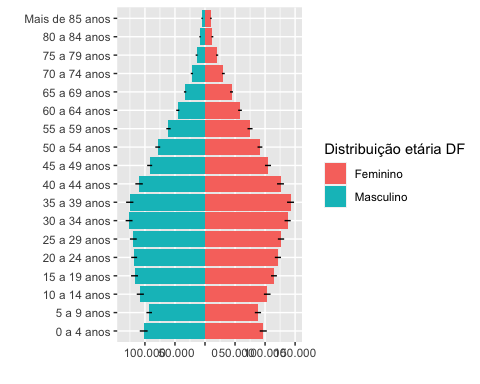 Mais de 85 anos
80 a 84 anos
75 a 79 anos
70 a 74 anos
65 a 69 anos
60 a 64 anos
55 a 59 anos
50 a 54 anos
45 a 49 anos
40 a 44 anos
35 a 39 anos
30 a 34 anos
25 a 29 anos
20 a 24 anos
15 a 19 anos
10 a 14 anos
5 a 9 anos
0 a 4 anos
100.000 50.000 0 50.000 100.000 150.000
Distribuição etária DF
Feminino
Masculino